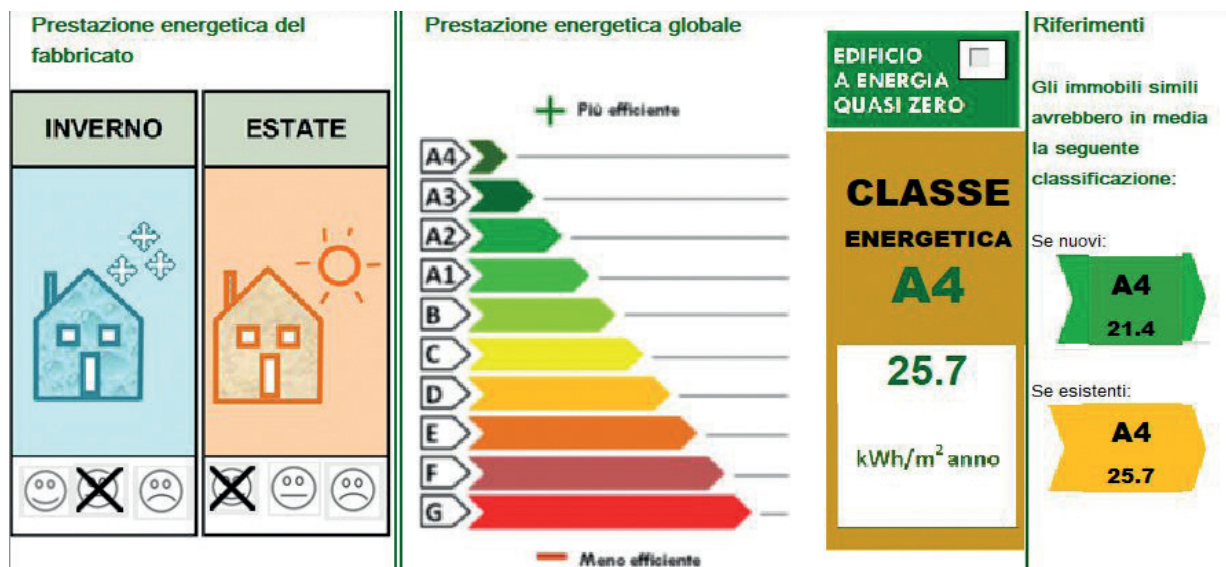 Prestazione energetica del
fabbricato
INVERNO
ESTATE
Prestazione energetica globale
Più efficiente
A4
A3
A2
A1
B
C
D
E
F
G
Meno efficiente
EDIFICIO
A ENERGIA
QUASI ZERO
CLASSE
ENERGETICA
A4
25.7
kWh/m² anno
Riferimenti
Gli immobili simili
avrebbero in media
la seguente
classificazione:
Se nuovi:
A4
21.4
Se esistenti:
A4
25.7